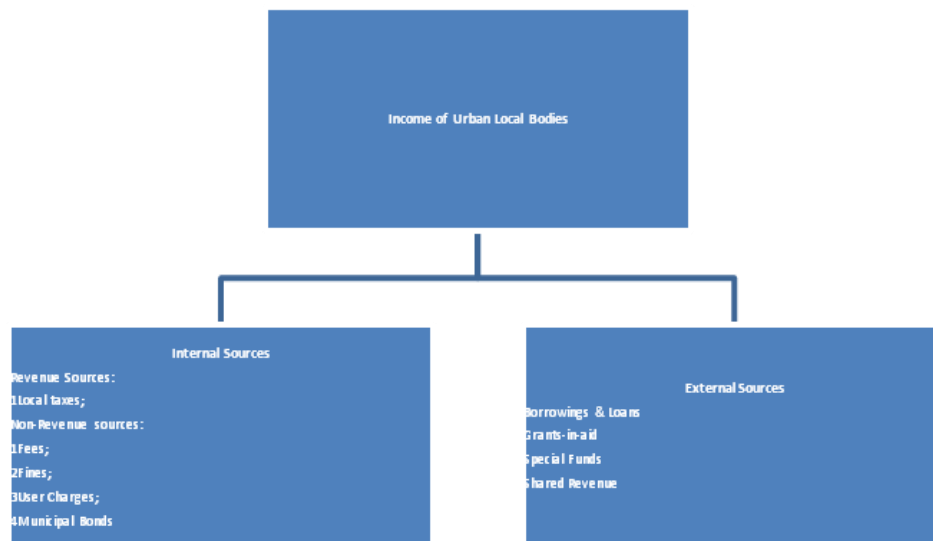 Income of Urban Local Bodies
Internal Sources
Revenue Sources:
1Local taxes;
Non-Revenue sources:
1Fees;
2Fines;
3User Charges;
4Municipal Bonds
External Sources
Borrowings & Loans
Grants-in-aid
Special Funds
Shared Revenue